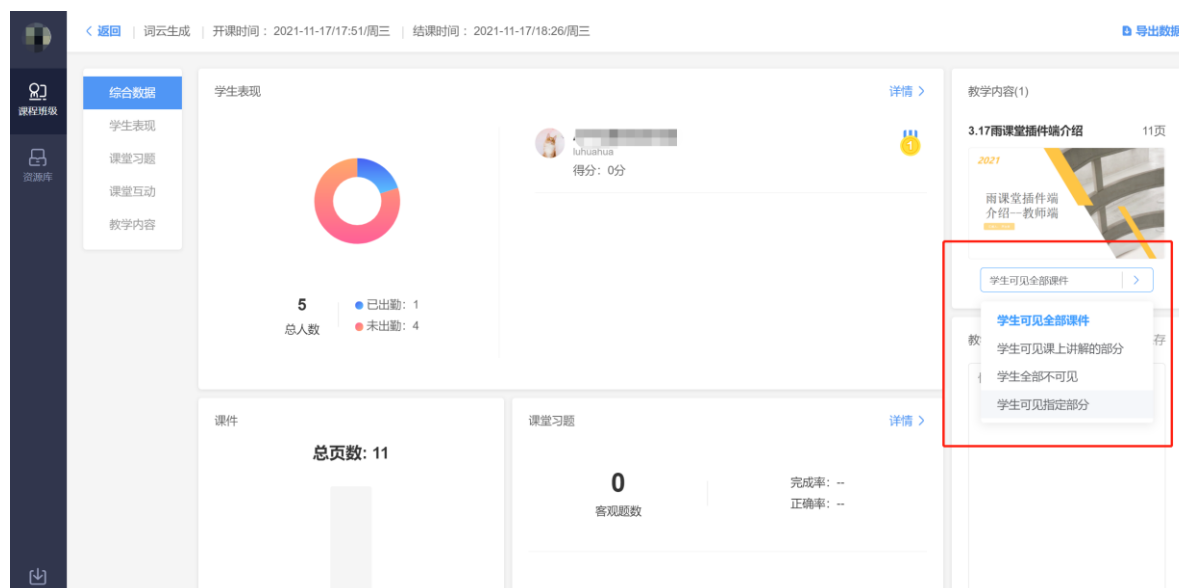 返回 词云生成 开课时间： 2021-11-17/17:51/周三 结课时间： 2021-11-17/18:26/周三 导出数据
课程班级
资源库
综合数据
学生表现
课堂习题
课堂互动
教学内容
学生表现 详情
luhuahua
得分：0分
1
5
总人数
已出勤：1
未出勤：4
教学内容(1)
3.17雨课堂插件端介绍 11页
2021
雨课堂插件端
介绍—教师端
学生可见全部课件
学生可见全部课件
学生可见课上讲解的部分
学生全部不可见
学生可见指定部分
教
存
课件
总页数: 11
课堂习题 详情
0
客观题数
完成率：--
正确率：--